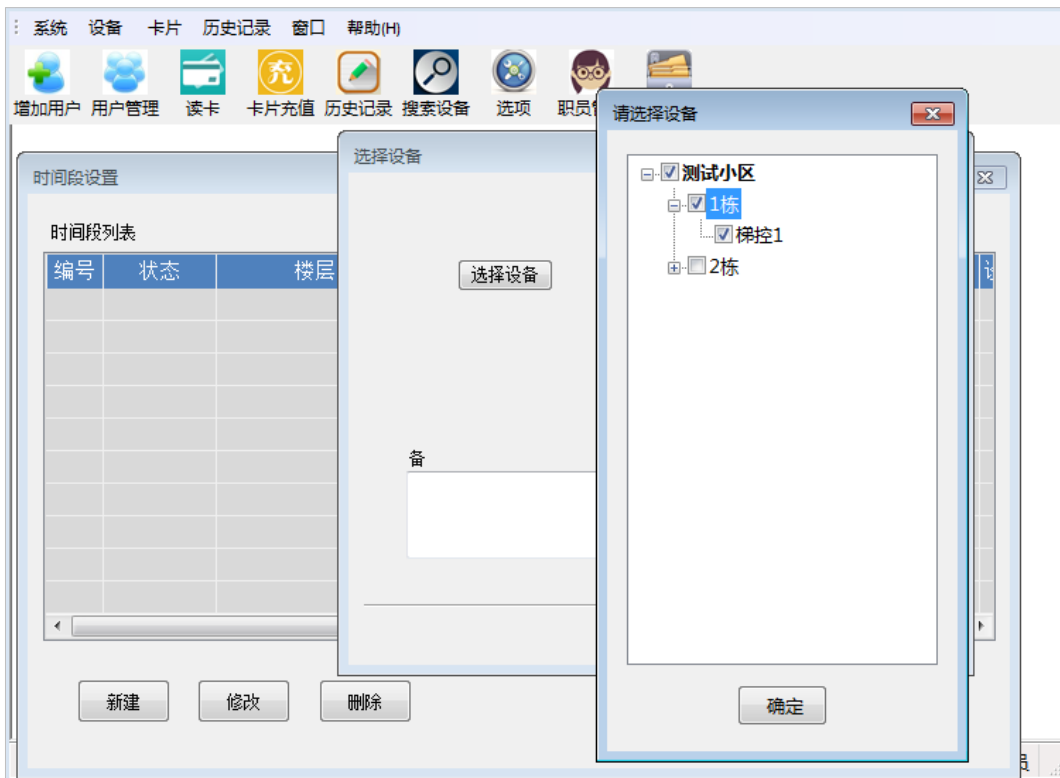 系统 设备 卡片 历史记录 窗口 帮助(H)
充
增加用户 用户管理 读卡 卡片充值 历史记录 搜索设备 选项 职员
请选择设备
选择设备
时间段设置
测试小区
1栋
梯控1
2栋
时间段列表
编号 状态 楼层
选择设备
备
新建 修改 删除
确定
员